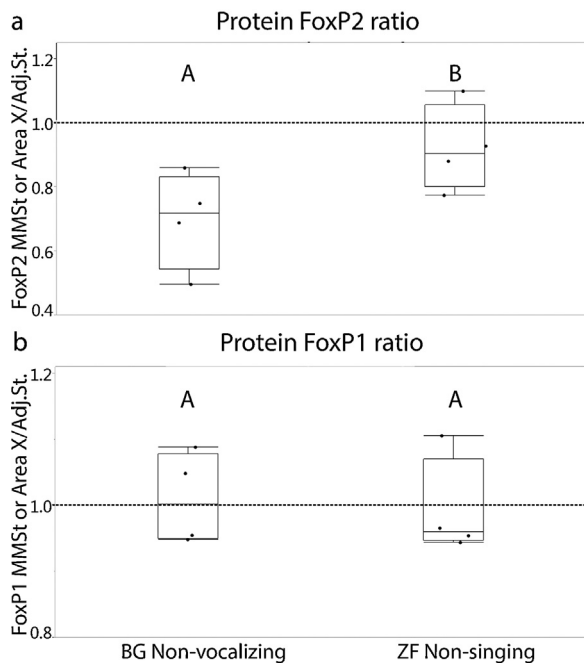 a Protein FoxP2 ratio
FoxP2 MMSt or Area X/Adj.St.
1.2
1.0
0.8
0.6
0.4
A B
b Protein FoxP1 ratio
FoxP1 MMSt or Area X/Adj.St.
1.2
1.0
0.8
A A
BG Non-vocalizing ZF Non-singing